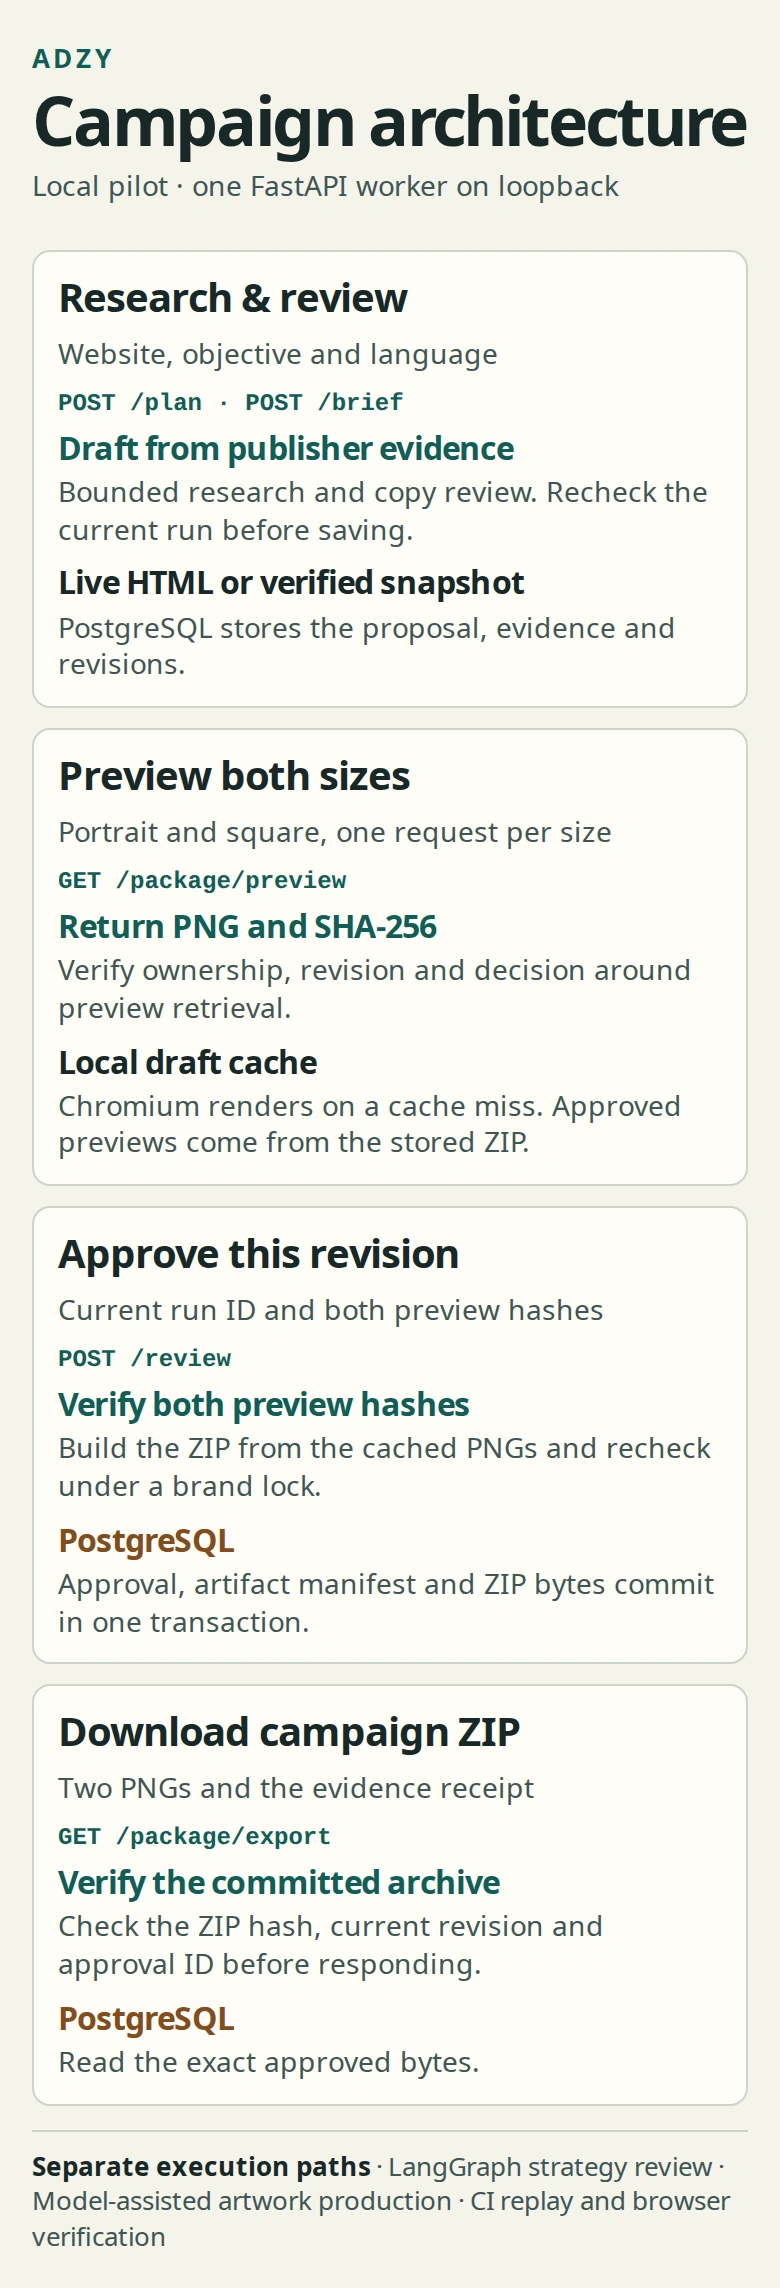 ADZY
Campaign architecture
Local pilot · one FastAPI worker on loopback
Research & review
Website, objective and language
POST /plan · POST /brief
Draft from publisher evidence
Bounded research and copy review. Recheck the
current run before saving.
Live HTML or verified snapshot
PostgreSQL stores the proposal, evidence and
revisions.
Preview both sizes
Portrait and square, one request per size
GET /package/preview
Return PNG and SHA-256
Verify ownership, revision and decision around
preview retrieval.
Local draft cache
Chromium renders on a cache miss. Approved
previews come from the stored ZIP.
Approve this revision
Current run ID and both preview hashes
POST /review
Verify both preview hashes
Build the ZIP from the cached PNGs and recheck
under a brand lock.
PostgreSQL
Approval, artifact manifest and ZIP bytes commit
in one transaction.
Download campaign ZIP
Two PNGs and the evidence receipt
GET /package/export
Verify the committed archive
Check the ZIP hash, current revision and
approval ID before responding.
PostgreSQL
Read the exact approved bytes.
Separate execution paths · LangGraph strategy review ·
Model-assisted artwork production · CI replay and browser
verification